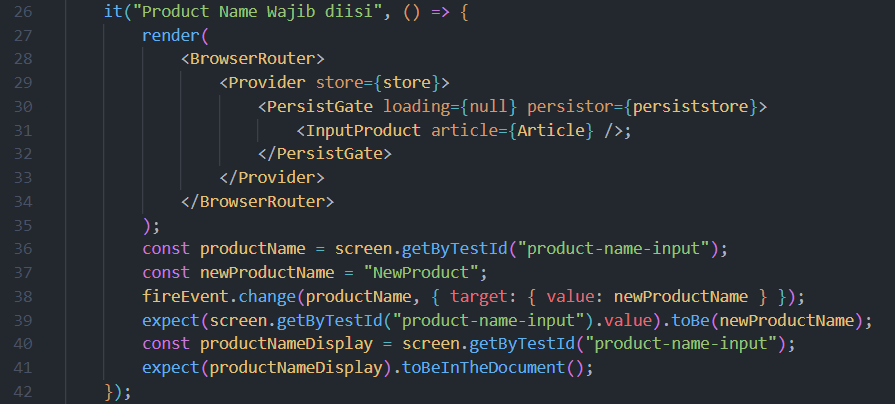 26 it("Product Name Wajib diisi", () => {
27 render(
28 <BrowserRouter>
29 <Provider store={store}>
30 <PersistGate loading={null} persistor={persiststore}>
31 <InputProduct article={Article} />;
32 </PersistGate>
33 </Provider>
34 </BrowserRouter>
35 );
36 const productName = screen.getByTestId("product-name-input");
37 const newProductName = "NewProduct";
38 fireEvent.change(productName, { target: { value: newProductName } });
39 expect(screen.getByTestId("product-name-input").value).toBe(newProductName);
40 const productNameDisplay = screen.getByTestId("product-name-input");
41 expect(productNameDisplay).toBeInTheDocument();
42 });